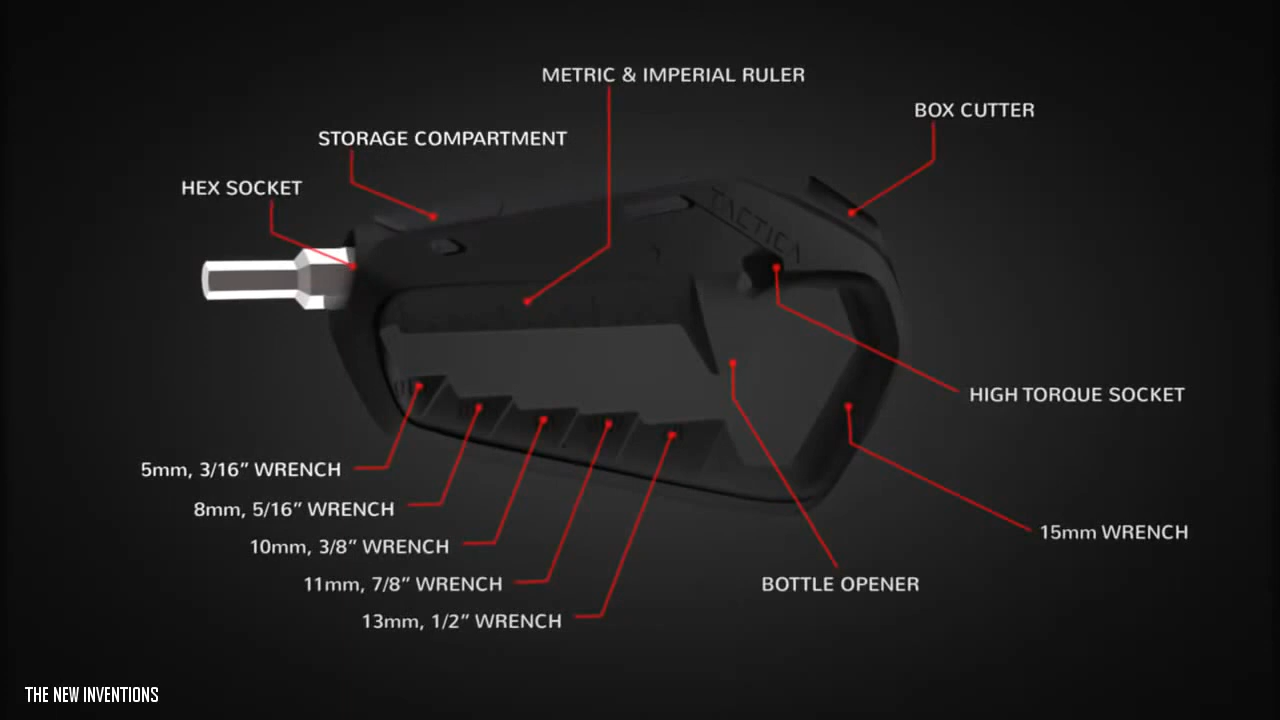 METRIC & IMPERIAL RULER
BOX CUTTER
STORAGE COMPARTMENT
HEX SOCKET
TACTICA
HIGH TORQUE SOCKET
5mm, 3/16” WRENCH
8mm, 5/16” WRENCH
15mm WRENCH
10mm, 3/8” WRENCH
11mm, 7/8” WRENCH
BOTTLE OPENER
13mm, 1/2” WRENCH
THE NEW INVENTIONS